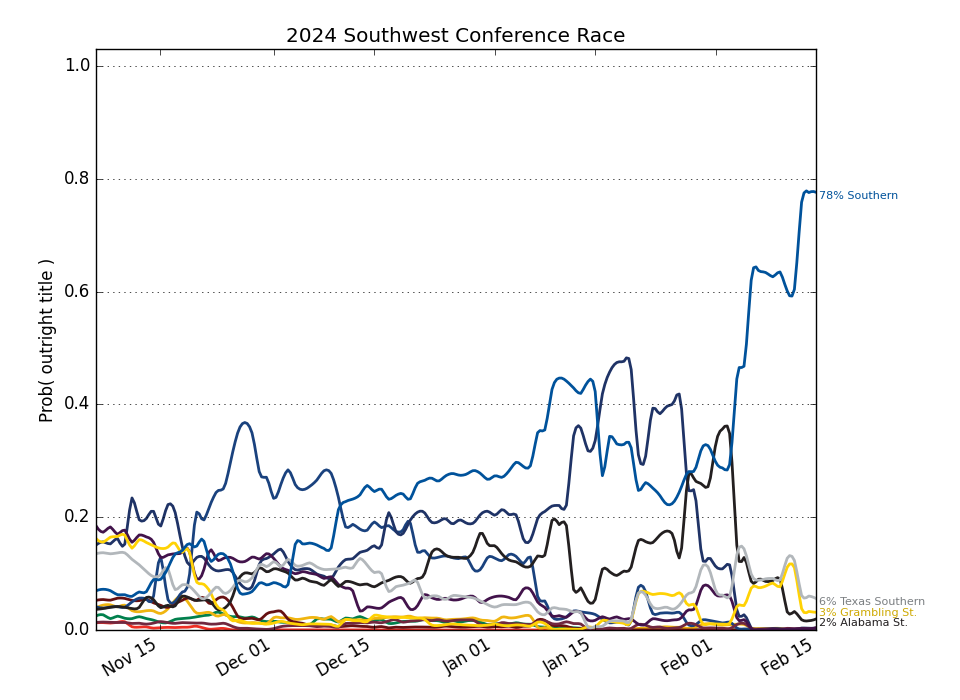 2024 Southwest Conference Race
Prob( outright title )
1.0
0.8
0.6
0.4
0.2
0.0
78% Southern
6% Texas Southern
3% Grambling St.
2% Alabama St.
Nov 15
Dec 01
Dec 15
Jan 01
Jan 15
Feb 01
Feb 15